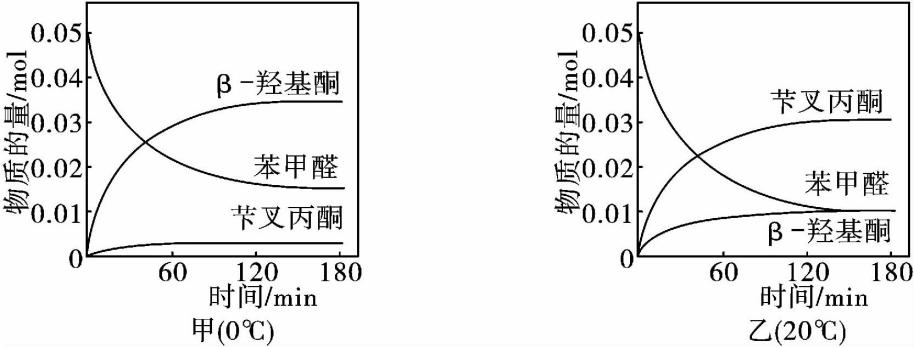 物质的量/mol
0.05
0.04
0.03
0.02
0.01
0
β-羟基酮
苯甲醛
苄叉丙酮
60 120 180
时间/min
甲(0℃)
物质的量/mol
0.05
0.04
0.03
0.02
0.01
0
苄叉丙酮
苯甲醛
β-羟基酮
60 120 180
时间/min
乙(20℃)